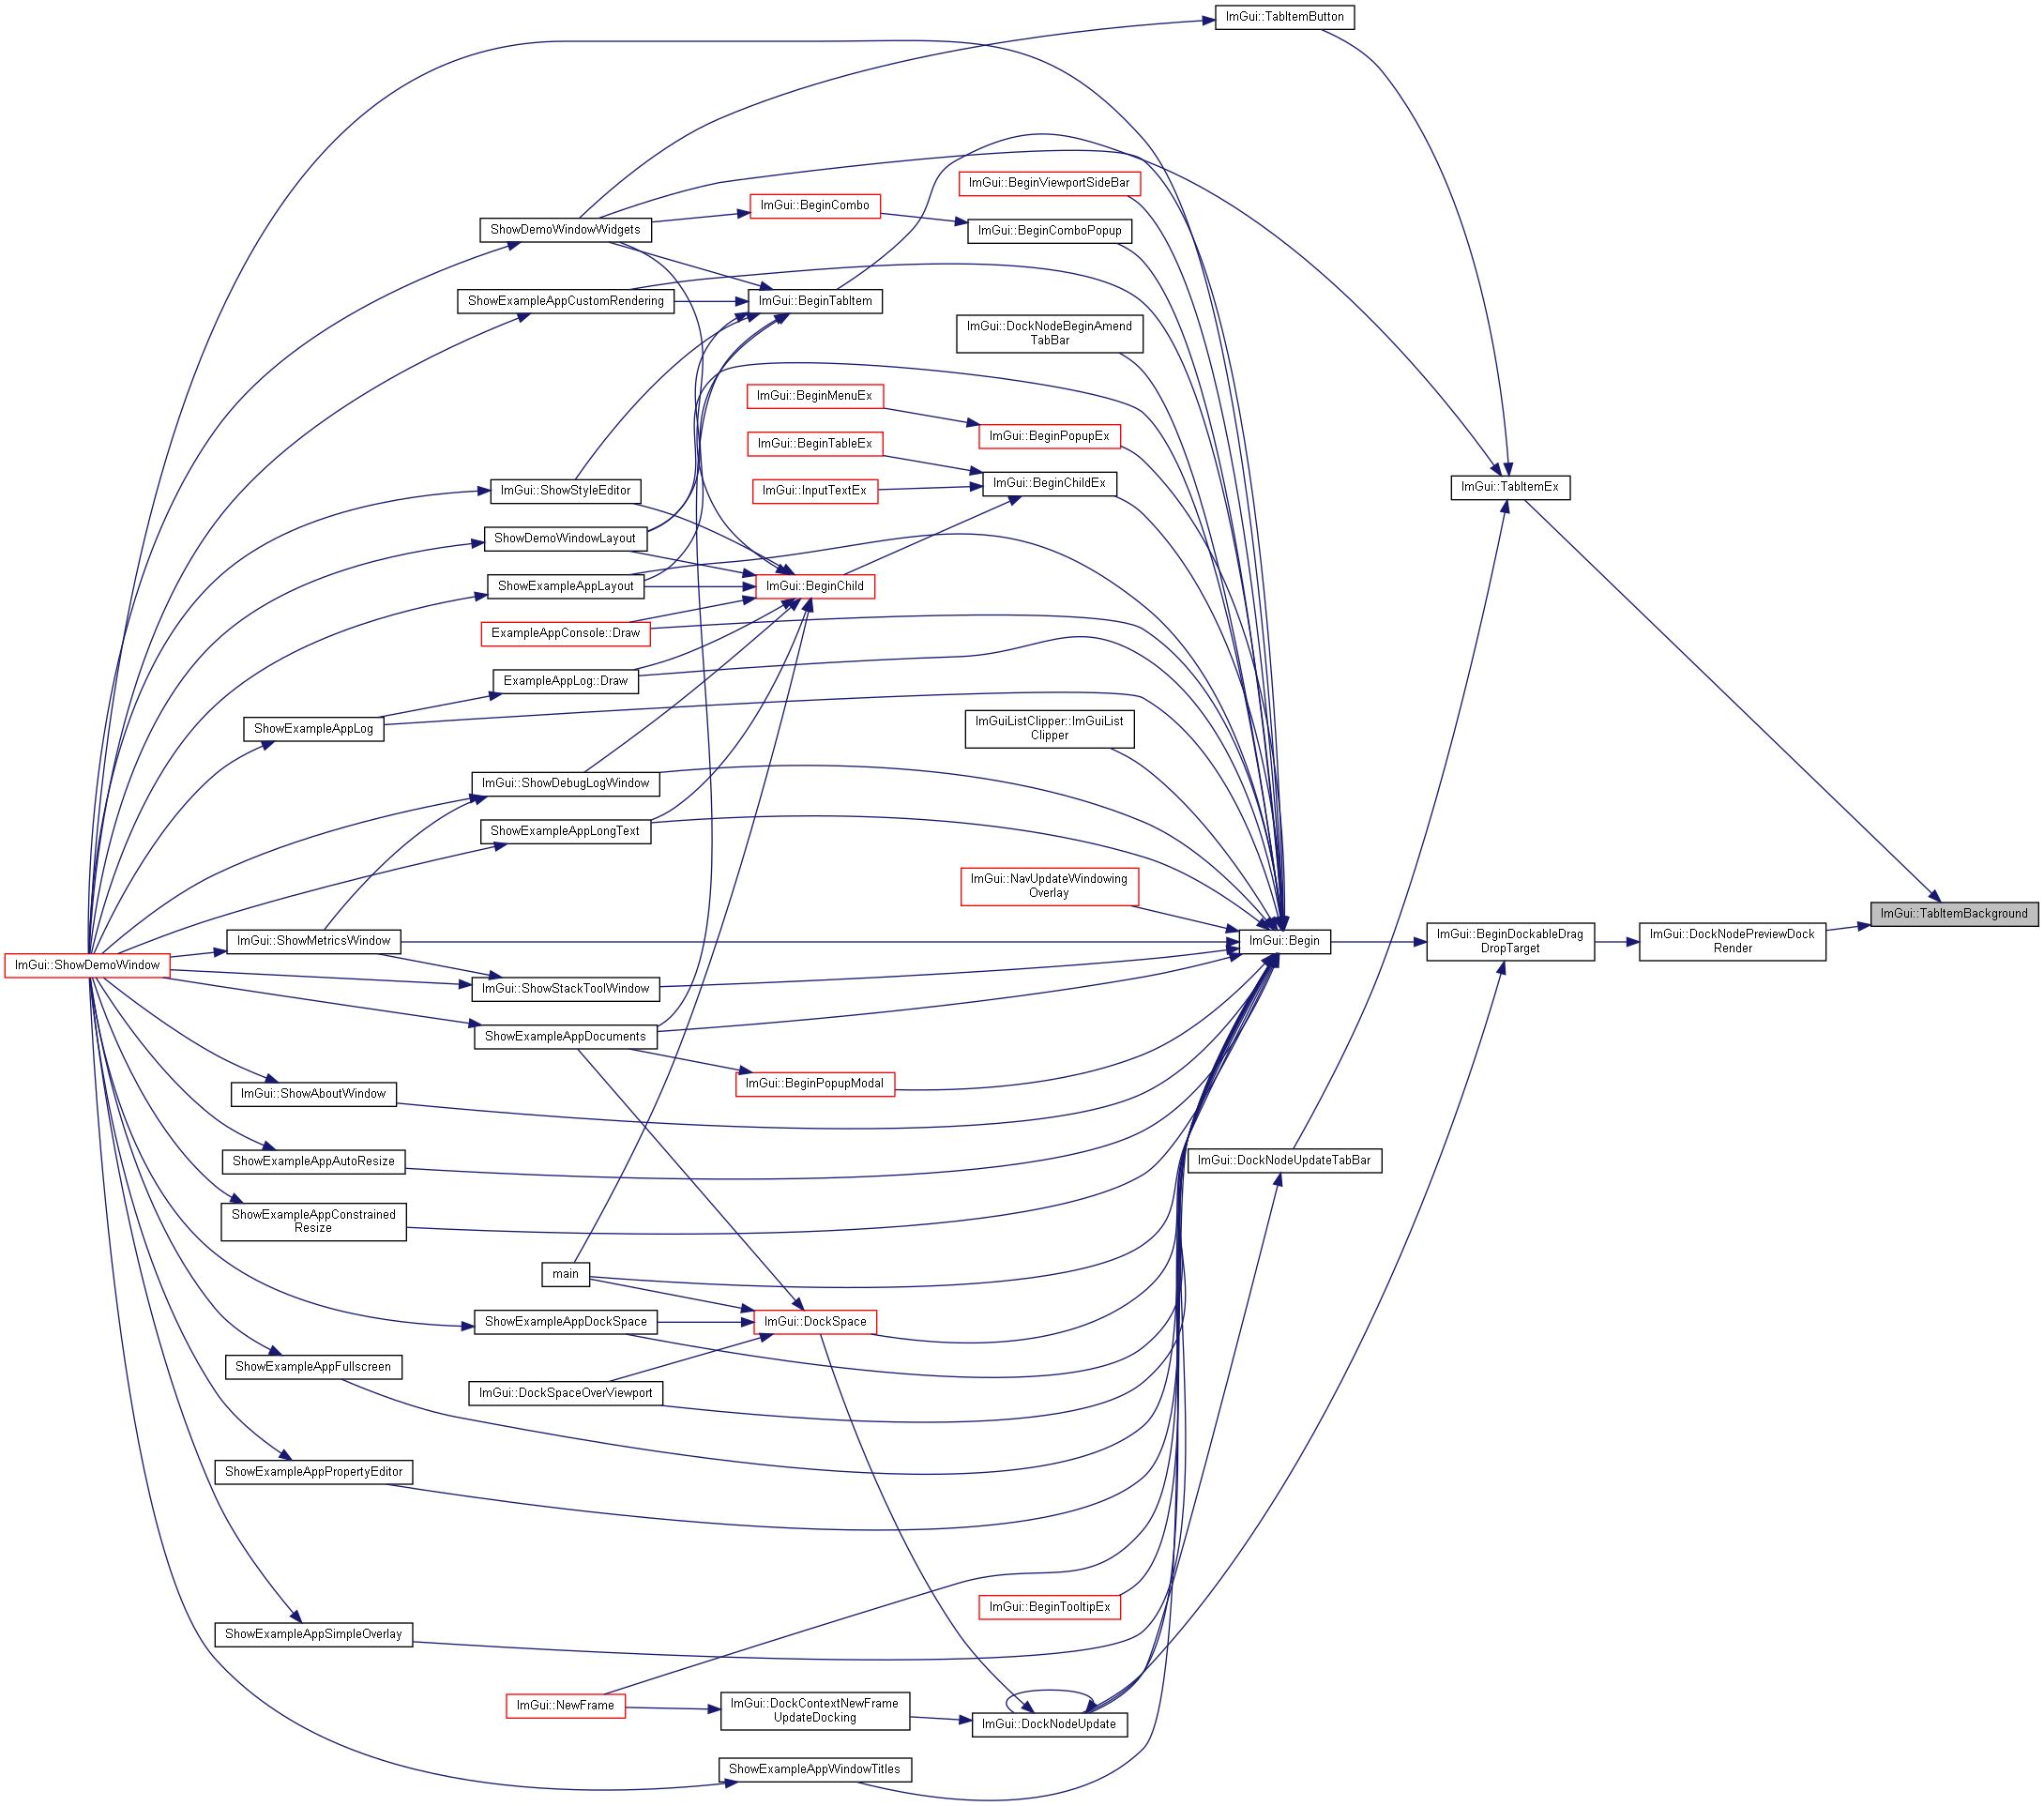 ImGui::TabItemButton
ImGui::BeginViewportSideBar
ImGui::BeginCombo
ShowDemoWindowWidgets
ImGui::BeginComboPopup
ShowExampleAppCustomRendering
ImGui::BeginTabItem
ImGui::DockNodeBeginAmend
TabBar
ImGui::BeginMenuEx
ImGui::BeginPopupEx
ImGui::BeginTableEx
ImGui::ShowStyleEditor
ImGui::InputTextEx
ImGui::BeginChildEx
ImGui::TabItemEx
ShowDemoWindowLayout
ShowExampleAppLayout
ImGui::BeginChild
ExampleAppConsole::Draw
ExampleAppLog::Draw
ShowExampleAppLog
ImGuiListClipper::ImGuiList
Clipper
ImGui::ShowDebugLogWindow
ShowExampleAppLongText
ImGui::NavUpdateWindowing
Overlay
ImGui::TabItemBackground
ImGui::ShowDemoWindow
ImGui::ShowMetricsWindow
ImGui::Begin
ImGui::BeginDockableDrag
DropTarget
ImGui::DockNodePreviewDock
Render
ImGui::ShowStackToolWindow
ShowExampleAppDocuments
ImGui::BeginPopupModal
ImGui::ShowAboutWindow
ShowExampleAppAutoResize
ImGui::DockNodeUpdateTabBar
ShowExampleAppConstrained
Resize
main
ShowExampleAppDockSpace
ImGui::DockSpace
ShowExampleAppFullscreen
ImGui::DockSpaceOverViewport
ShowExampleAppPropertyEditor
ImGui::BeginTooltipEx
ShowExampleAppSimpleOverlay
ImGui::NewFrame
ImGui::DockContextNewFrame
UpdateDocking
ImGui::DockNodeUpdate
ShowExampleAppWindowTitles